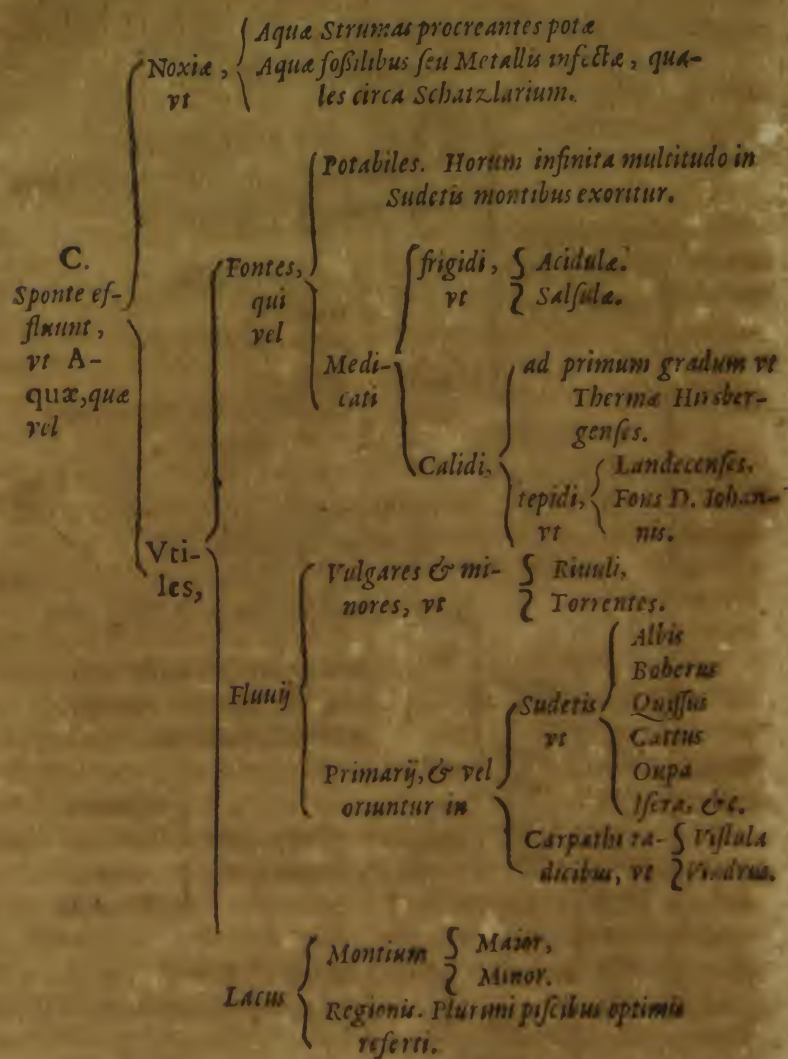 Aquæ Strumas procreantes potæ
Noxiæ, vt
Aquæ foßilibus ſeu Metallis infectæ, qua-
les circa Schatzlarium.
C.
Sponte ef-
fluunt,
vt A-
quæ, quæ
vel
Vti-
les,
Fontes,
qui
vel
Potabiles. Horum infinita multitudo in
Sudetis montibus exoritur.
Medi-
cati
frigidi,
vt
Acidulæ.
Salſulæ.
Calidi,
ad primum gradum vt
Thermæ Hirsber-
genſes.
tepidi,
vt
Landecenſes.
Fons D. Iohan-
nis.
Fluuij
Vulgares & mi-
nores, vt
Riuuli,
Torrentes.
Primarij, & vel
oriuntur in
Sudetis
vt
Albis
Boberus
Quiſſus
Cattus
Oupa
Iſera, &c.
Carpathi ra-
dicibus, vt
Viſtula
Viadrus.
Lacus
Montium
Maior,
Minor.
Regionis. Plurimi piſcibus optimis
referti.